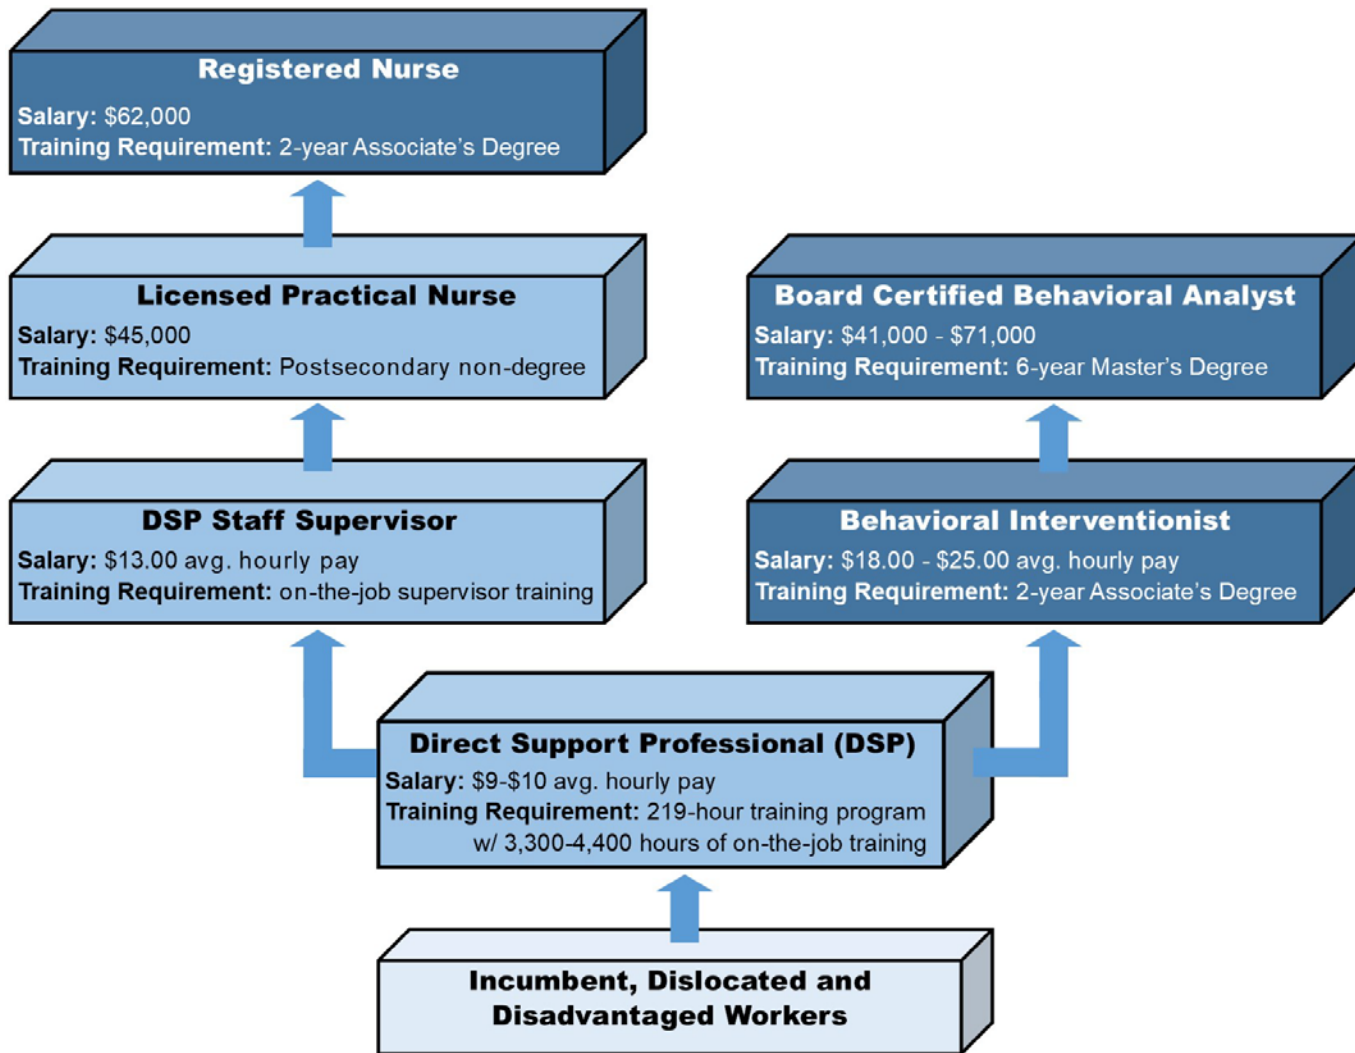 Registered Nurse
Salary: $62,000
Training Requirement: 2-year Associate’s Degree
Licensed Practical Nurse
Salary: $45,000
Training Requirement: Postsecondary non-degree
Board Certified Behavioral Analyst
Salary: $41,000 - $71,000
Training Requirement: 6-year Master’s Degree
DSP Staff Supervisor
Salary: $13.00 avg. hourly pay
Training Requirement: on-the-job supervisor training
Behavioral Interventionist
Salary: $18.00 - $25.00 avg. hourly pay
Training Requirement: 2-year Associate’s Degree
Direct Support Professional (DSP)
Salary: $9-$10 avg. hourly pay
Training Requirement: 219-hour training program
w/ 3,300-4,400 hours of on-the-job training
Incumbent, Dislocated and
Disadvantaged Workers